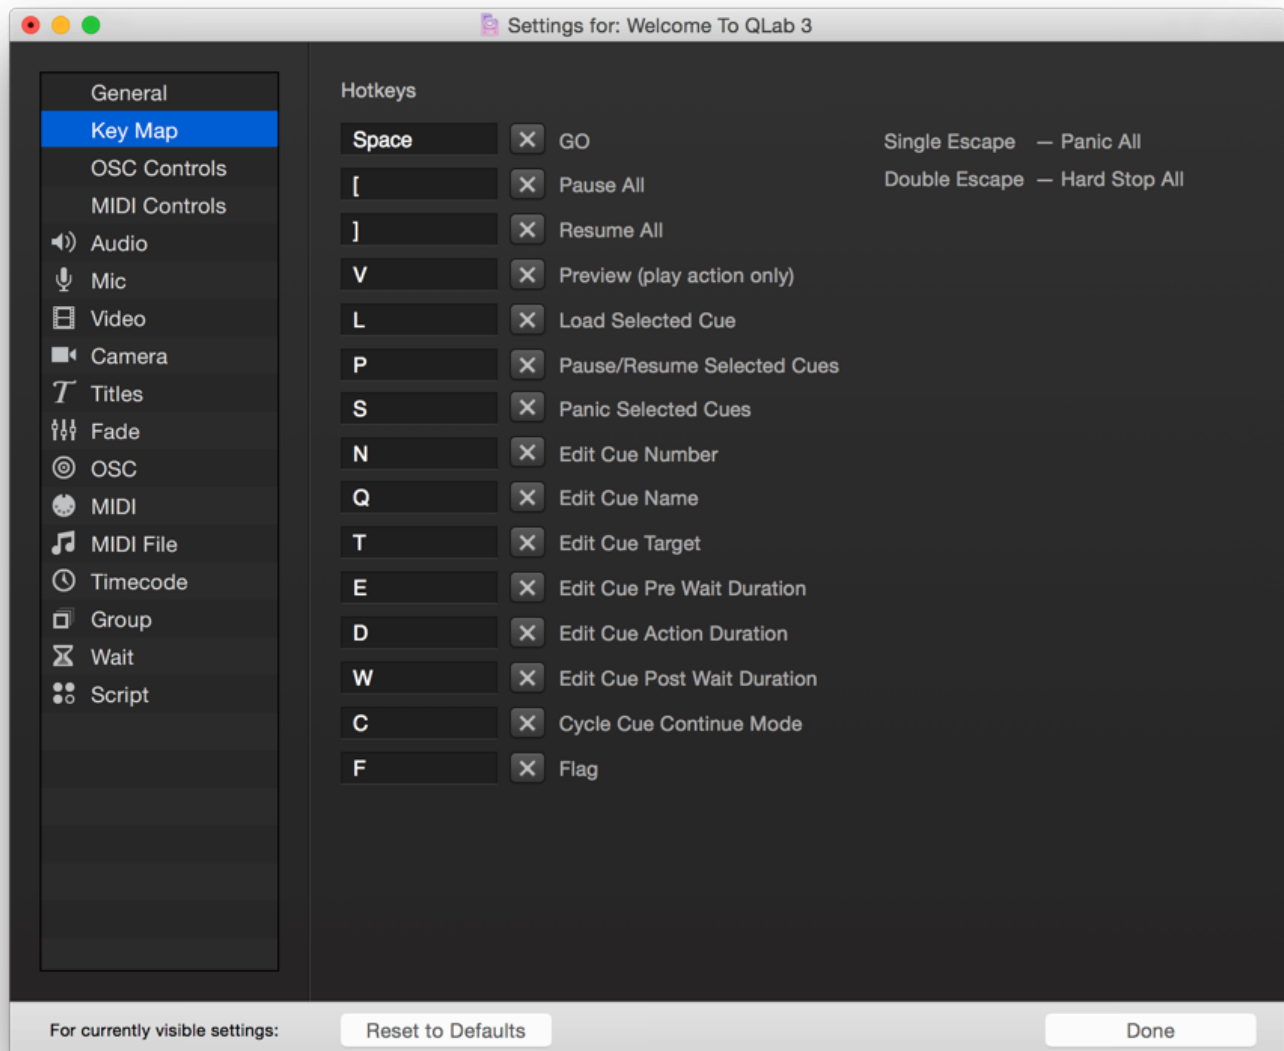 Settings for: Welcome To QLab 3
General
Key Map
OSC Controls
MIDI Controls
Audio
Mic
Video
Camera
Titles
Fade
OSC
MIDI
MIDI File
Timecode
Group
Wait
Script
Hotkeys
Space GO
[ Pause All
] Resume All
V Preview (play action only)
L Load Selected Cue
P Pause/Resume Selected Cues
S Panic Selected Cues
N Edit Cue Number
Q Edit Cue Name
T Edit Cue Target
E Edit Cue Pre Wait Duration
D Edit Cue Action Duration
W Edit Cue Post Wait Duration
C Cycle Cue Continue Mode
F Flag
Single Escape — Panic All
Double Escape — Hard Stop All
For currently visible settings: Reset to Defaults Done